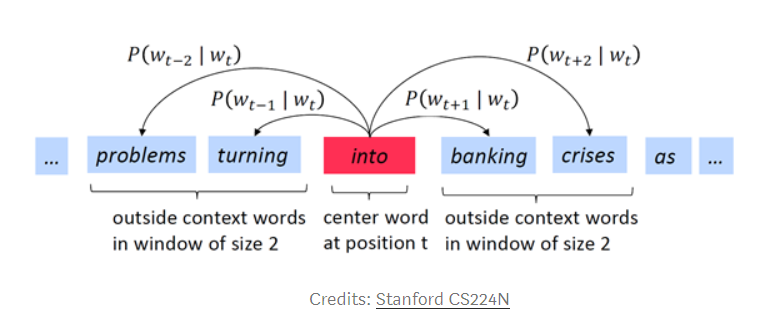 P(w_{t−2} | w_t) P(w_{t+2} | w_t)
P(w_{t−1} | w_t) P(w_{t+1} | w_t)
... problems turning into banking crises as ...
outside context words center word outside context words
in window of size 2 at position t in window of size 2
Credits: Stanford CS224N